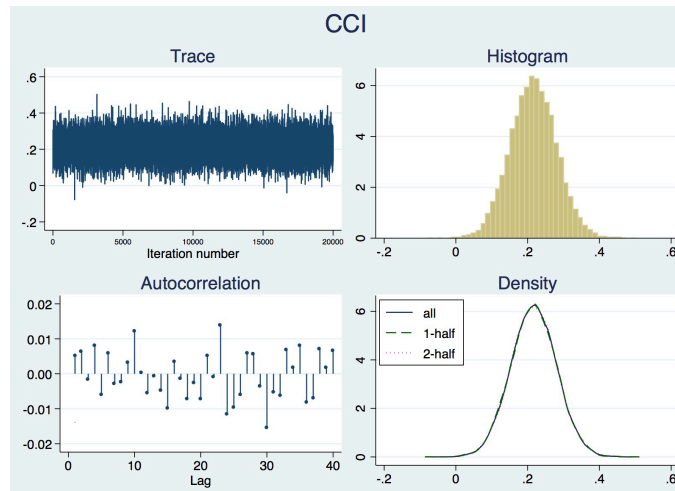 CCI
Trace
.6
.4
.2
0
-.2
0 5000 10000 15000 20000
Iteration number
Histogram
6
4
2
0
-.2 0 .2 .4 .6
Autocorrelation
0.02
0.01
0.00
-0.01
-0.02
0 10 20 30 40
Lag
Density
all
1-half
2-half
6
4
2
0
-.2 0 .2 .4 .6